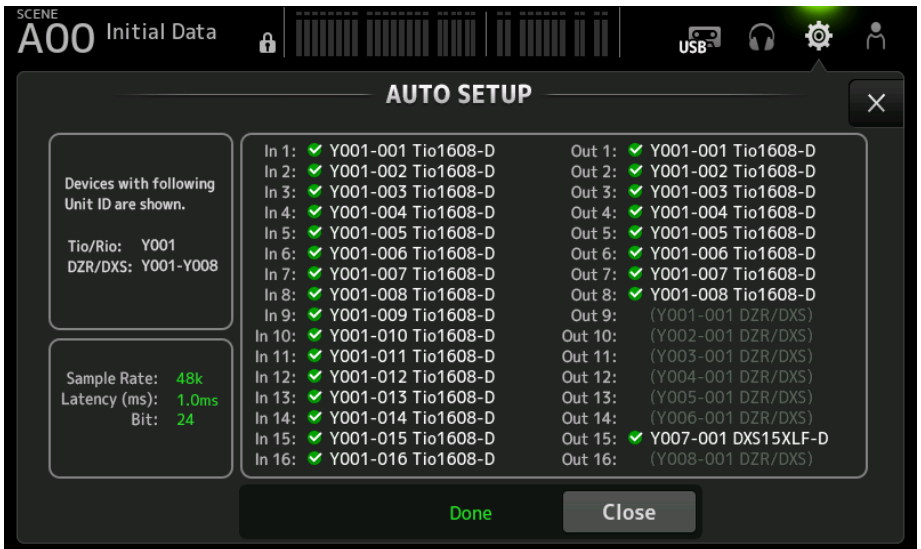 SCENE
A00 Initial Data
USB
AUTO SETUP
Devices with following
Unit ID are shown.
Tio/Rio: Y001
DZR/DXS: Y001-Y008
Sample Rate: 48k
Latency (ms): 1.0ms
Bit: 24
In 1: Y001-001 Tio1608-D
In 2: Y001-002 Tio1608-D
In 3: Y001-003 Tio1608-D
In 4: Y001-004 Tio1608-D
In 5: Y001-005 Tio1608-D
In 6: Y001-006 Tio1608-D
In 7: Y001-007 Tio1608-D
In 8: Y001-008 Tio1608-D
In 9: Y001-009 Tio1608-D
In 10: Y001-010 Tio1608-D
In 11: Y001-011 Tio1608-D
In 12: Y001-012 Tio1608-D
In 13: Y001-013 Tio1608-D
In 14: Y001-014 Tio1608-D
In 15: Y001-015 Tio1608-D
In 16: Y001-016 Tio1608-D
Out 1: Y001-001 Tio1608-D
Out 2: Y001-002 Tio1608-D
Out 3: Y001-003 Tio1608-D
Out 4: Y001-004 Tio1608-D
Out 5: Y001-005 Tio1608-D
Out 6: Y001-006 Tio1608-D
Out 7: Y001-007 Tio1608-D
Out 8: Y001-008 Tio1608-D
Out 9: (Y001-001 DZR/DXS)
Out 10: (Y002-001 DZR/DXS)
Out 11: (Y003-001 DZR/DXS)
Out 12: (Y004-001 DZR/DXS)
Out 13: (Y005-001 DZR/DXS)
Out 14: (Y006-001 DZR/DXS)
Out 15: Y007-001 DXS15XLF-D
Out 16: (Y008-001 DZR/DXS)
Done
Close